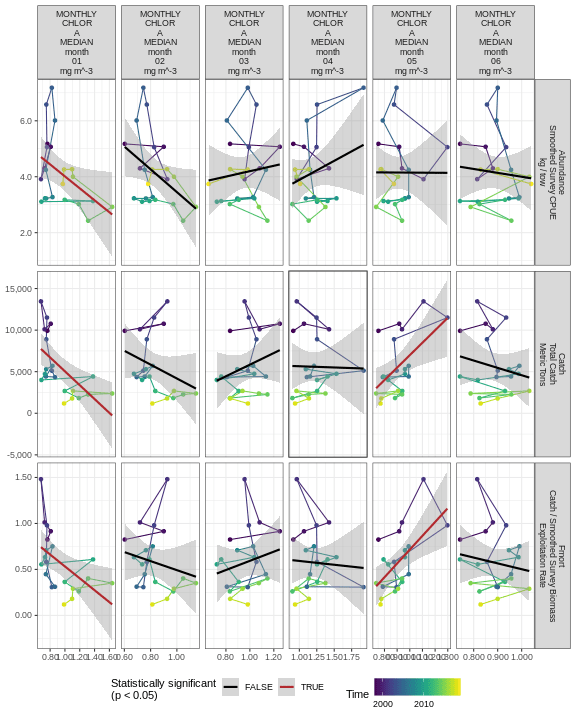 MONTHLY CHLOR A MEDIAN month 01 mg m^-3
MONTHLY CHLOR A MEDIAN month 02 mg m^-3
MONTHLY CHLOR A MEDIAN month 03 mg m^-3
MONTHLY CHLOR A MEDIAN month 04 mg m^-3
MONTHLY CHLOR A MEDIAN month 05 mg m^-3
MONTHLY CHLOR A MEDIAN month 06 mg m^-3
6.0
4.0
2.0
Abundance
Smoothed Survey CPUE
kg / tow
15,000
10,000
5,000
0
-5,000
Catch
Total Catch
Metric Tons
1.50
1.00
0.50
0.00
Fmort
Catch / Smoothed Survey Biomass
Exploitation Rate
0.80 1.00 1.20 1.40 1.60
0.60 0.80 1.00
0.80 1.00 1.20
1.00 1.25 1.50 1.75
0.800 0.900
0.800 0.900 1.000
Statistically significant
(p < 0.05)
FALSE
TRUE
Time
2000 2010